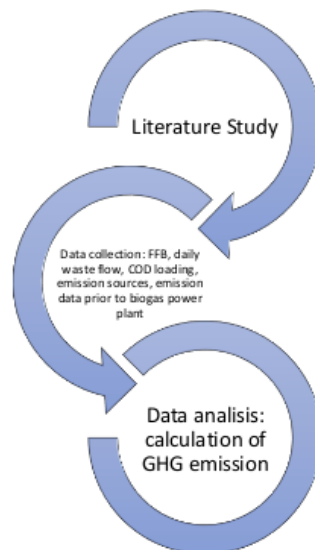 Literature Study
Data collection: FFB, daily
waste flow, COD loading,
emission sources, emission
data prior to biogas power
plant
Data analisis:
calculation of
GHG emission